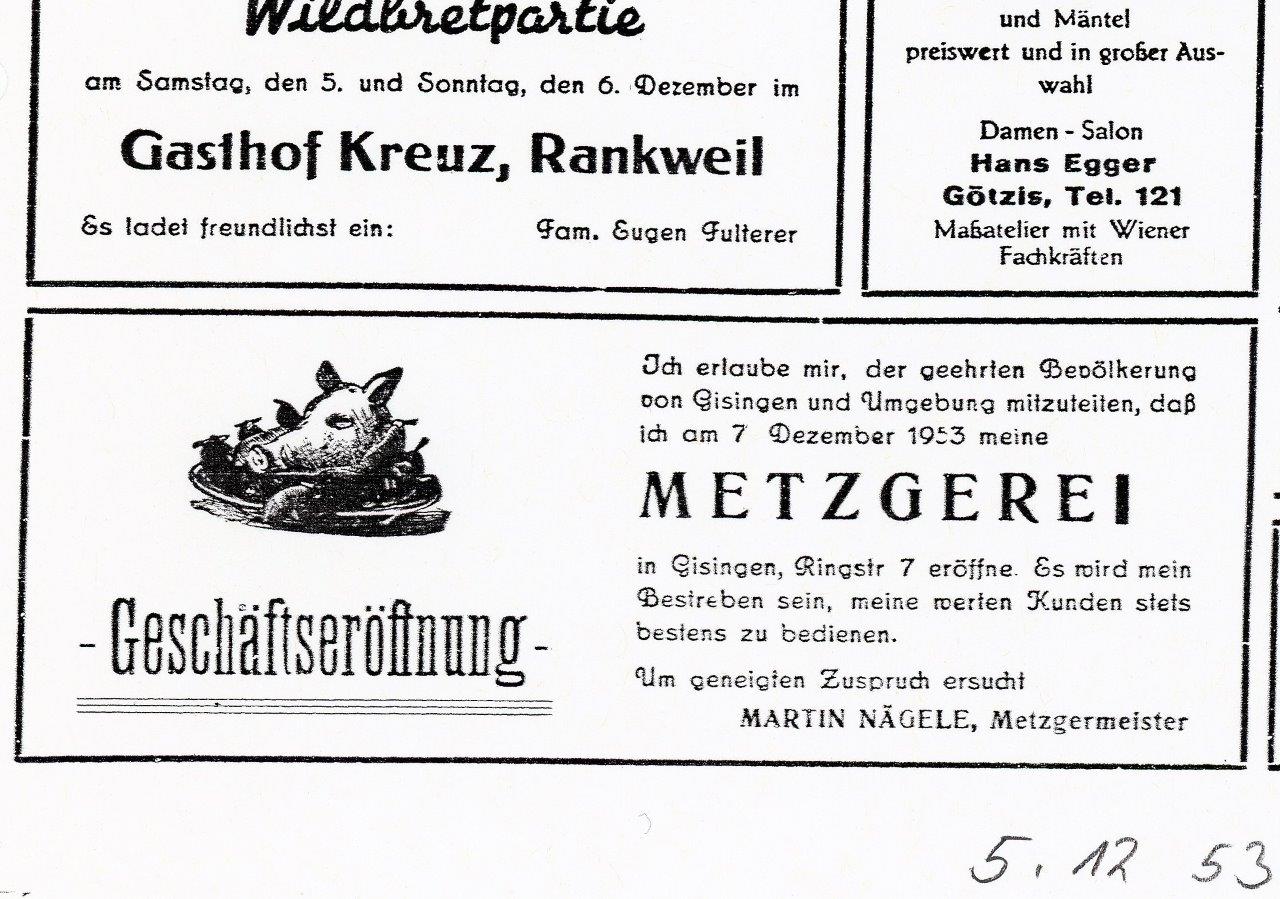 Wildbretpartie
am Samstag, den 5. und Sonntag, den 6. Dezember im
Gasthof Kreuz, Rankweil
Es ladet freundlichst ein: Fam. Eugen Fulterer
und Mäntel
preiswert und in großer Aus-
wahl
Damen - Salon
Hans Egger
Götzis, Tel. 121
Maßatelier mit Wiener
Fachkräften
- Geschäftseröffnung -
Ich erlaube mir, der geehrten Bevölkerung
von Gisingen und Umgebung mitzuteilen, daß
ich am 7 Dezember 1953 meine
METZGEREI
in Gisingen, Ringstr 7 eröffne. Es wird mein
Bestreben sein, meine werten Kunden stets
bestens zu bedienen.
Um geneigten Zuspruch ersucht
MARTIN NÄGELE, Metzgermeister
5. 12 53